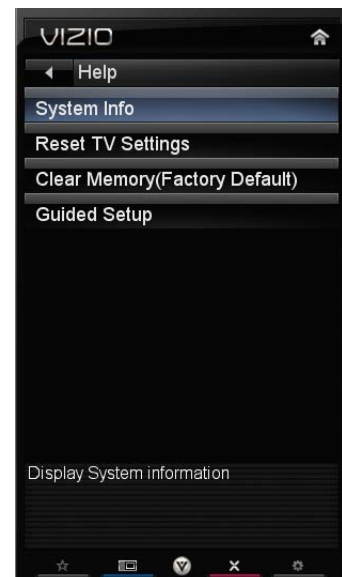 VIZIO
Help
System Info
Reset TV Settings
Clear Memory(Factory Default)
Guided Setup
Display System information